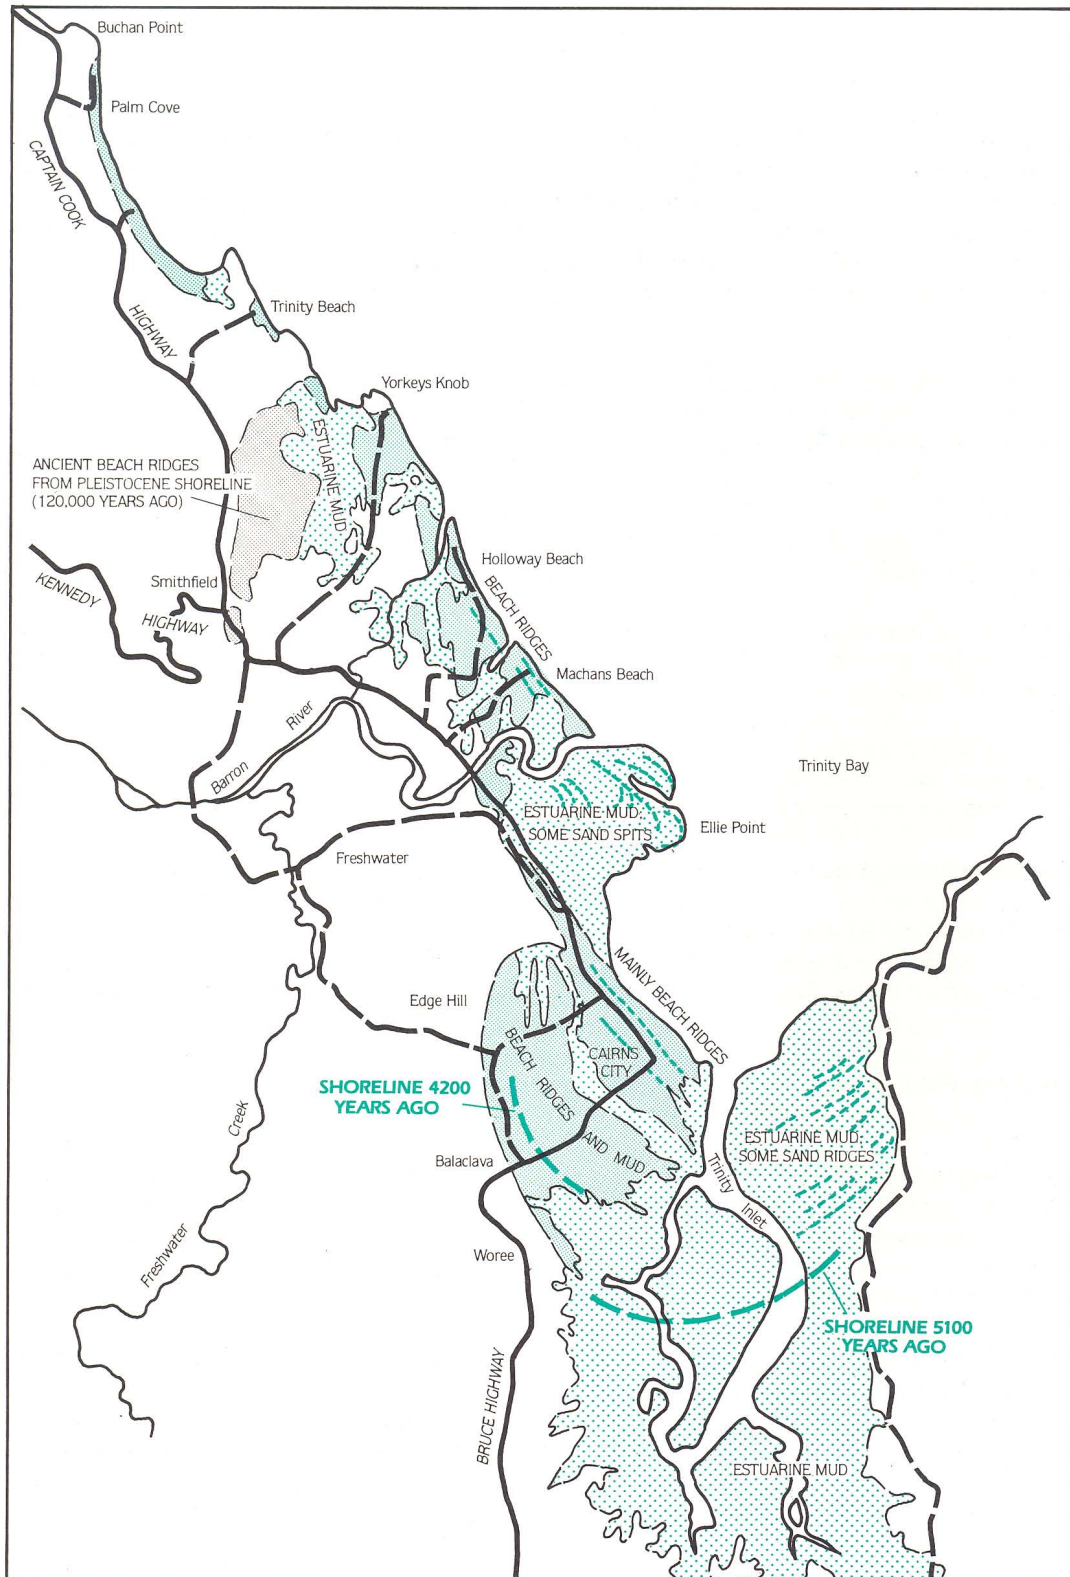 Buchan Point
Palm Cove
CAPTAIN COOK
HIGHWAY
Trinity Beach
Yorkeys Knob
ESTUARINE MUD
ANCIENT BEACH RIDGES
FROM PLEISTOCENE SHORELINE
(120,000 YEARS AGO)
Holloway Beach
BEACH RIDGES
Smithfield
KENNEDY
HIGHWAY
Machans Beach
River
Barron
Trinity Bay
ESTUARINE MUD:
SOME SAND SPITS
Ellie Point
Freshwater
MAINLY BEACH RIDGES
Edge Hill
CAIRNS
CITY
BEACH RIDGES
AND MUD
SHORELINE 4200
YEARS AGO
Creek
Freshwater
Balaclava
ESTUARINE MUD:
SOME SAND RIDGES
Trinity
Inlet
Woree
SHORELINE 5100
YEARS AGO
BRUCE HIGHWAY
ESTUARINE MUD